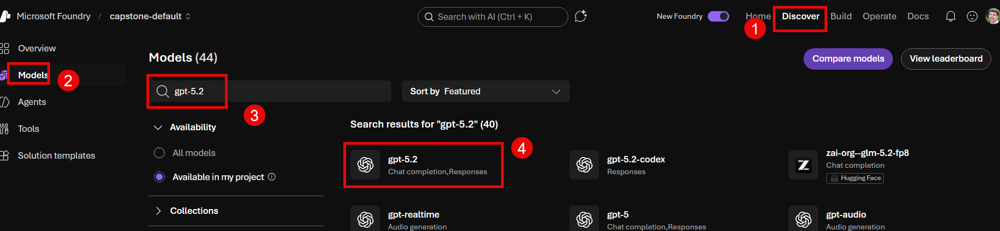 Microsoft Foundry / capstone-default
Search with AI (Ctrl + K)
New Foundry
Home
Discover
Build
Operate
Docs
1
Overview
Models
2
Agents
Tools
Solution templates
Models (44)
Compare models
View leaderboard
gpt-5.2
3
Sort by Featured
Availability
All models
Available in my project
Collections
Search results for "gpt-5.2" (40)
4
gpt-5.2
Chat completion,Responses
gpt-5.2-codex
Responses
zai-org--glm-5.2-fp8
Chat completion
Hugging Face
gpt-realtime
Audio generation
gpt-5
Chat completion,Responses
gpt-audio
Audio generation